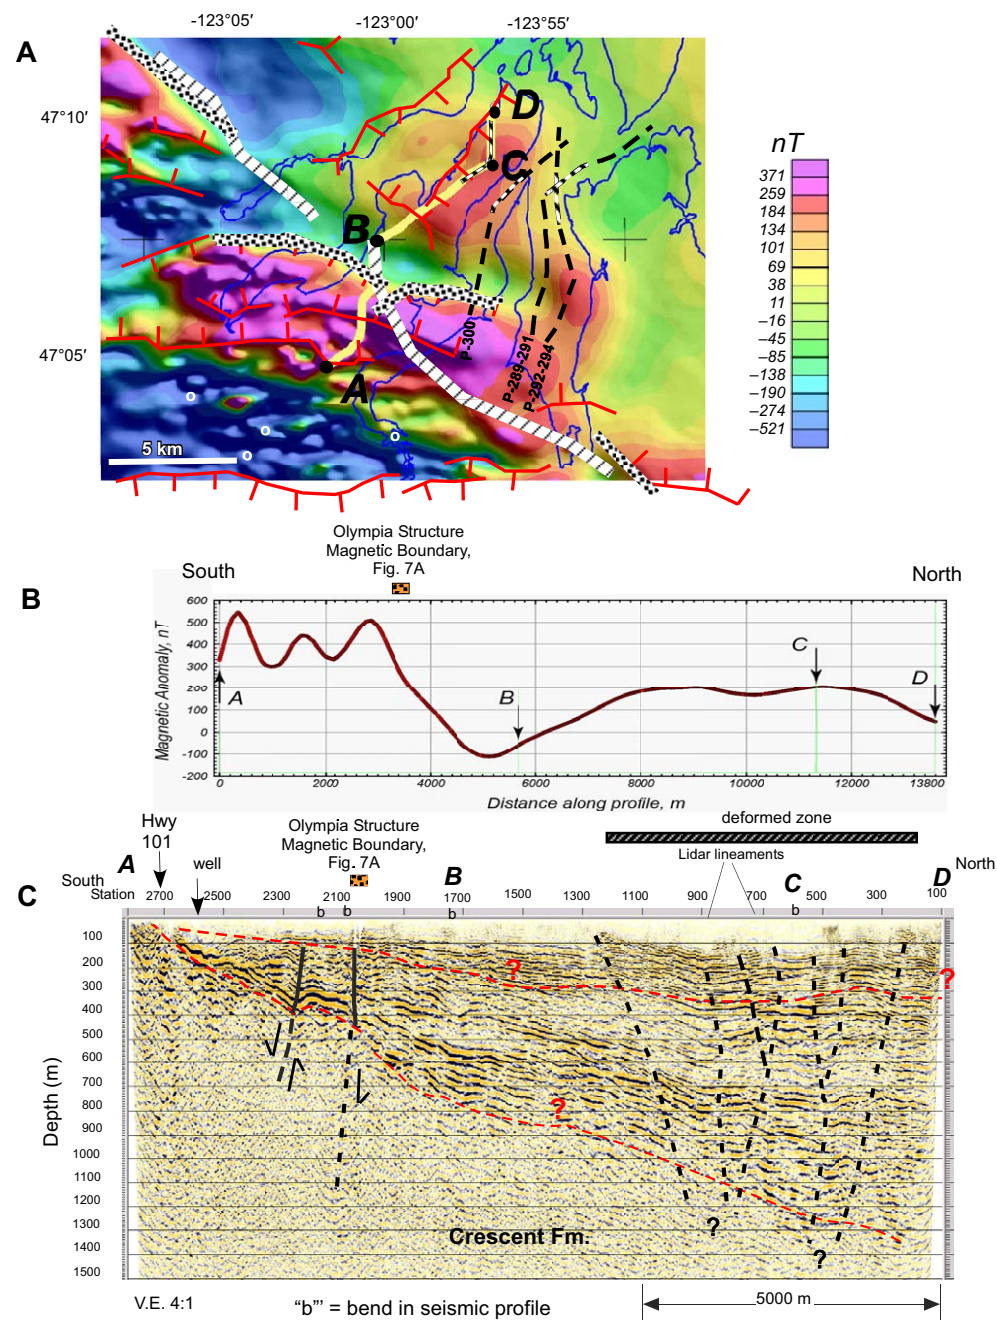 -123°05′ -123°00′ -123°55′
A
47°10′
47°05′
D
C
B
A
P-300
P-289-291
P-292-294
o
o
o
o
5 km
nT
371
259
184
134
101
69
38
11
−16
−45
−85
−138
−190
−274
−521
Olympia Structure
Magnetic Boundary,
Fig. 7A
South
North
B
Magnetic Anomaly, nT
600
500
400
300
200
100
0
-100
-200
A
B
C
D
0 2000 4000 6000 8000 10000 12000 13800
Distance along profile, m
deformed zone
Hwy
101
Olympia Structure
Magnetic Boundary,
Fig. 7A
Lidar lineaments
A
well
B
C
D
North
South
C
Station
2700 2500 2300 2100 1900 1700 1500 1300 900 700 500 300 100
b b b b
Depth (m)
100
200
300
400
500
600
700
800
900
1000
1100
1200
1300
1400
1500
?
?
?
?
?
Crescent Fm.
V.E. 4:1
“b”’ = bend in seismic profile
5000 m